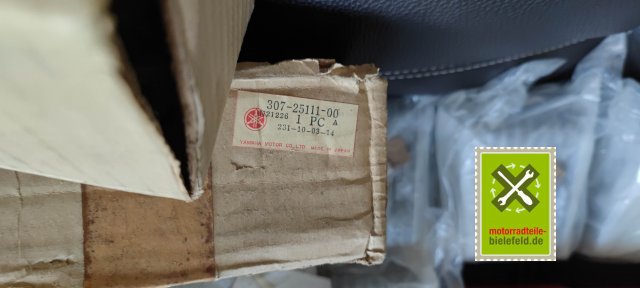 307-25111-00
821226 1 PC A
231-10-03-14
YAMAHA MOTOR CO., LTD. MADE IN JAPAN
motorradteile-
bielefeld.de